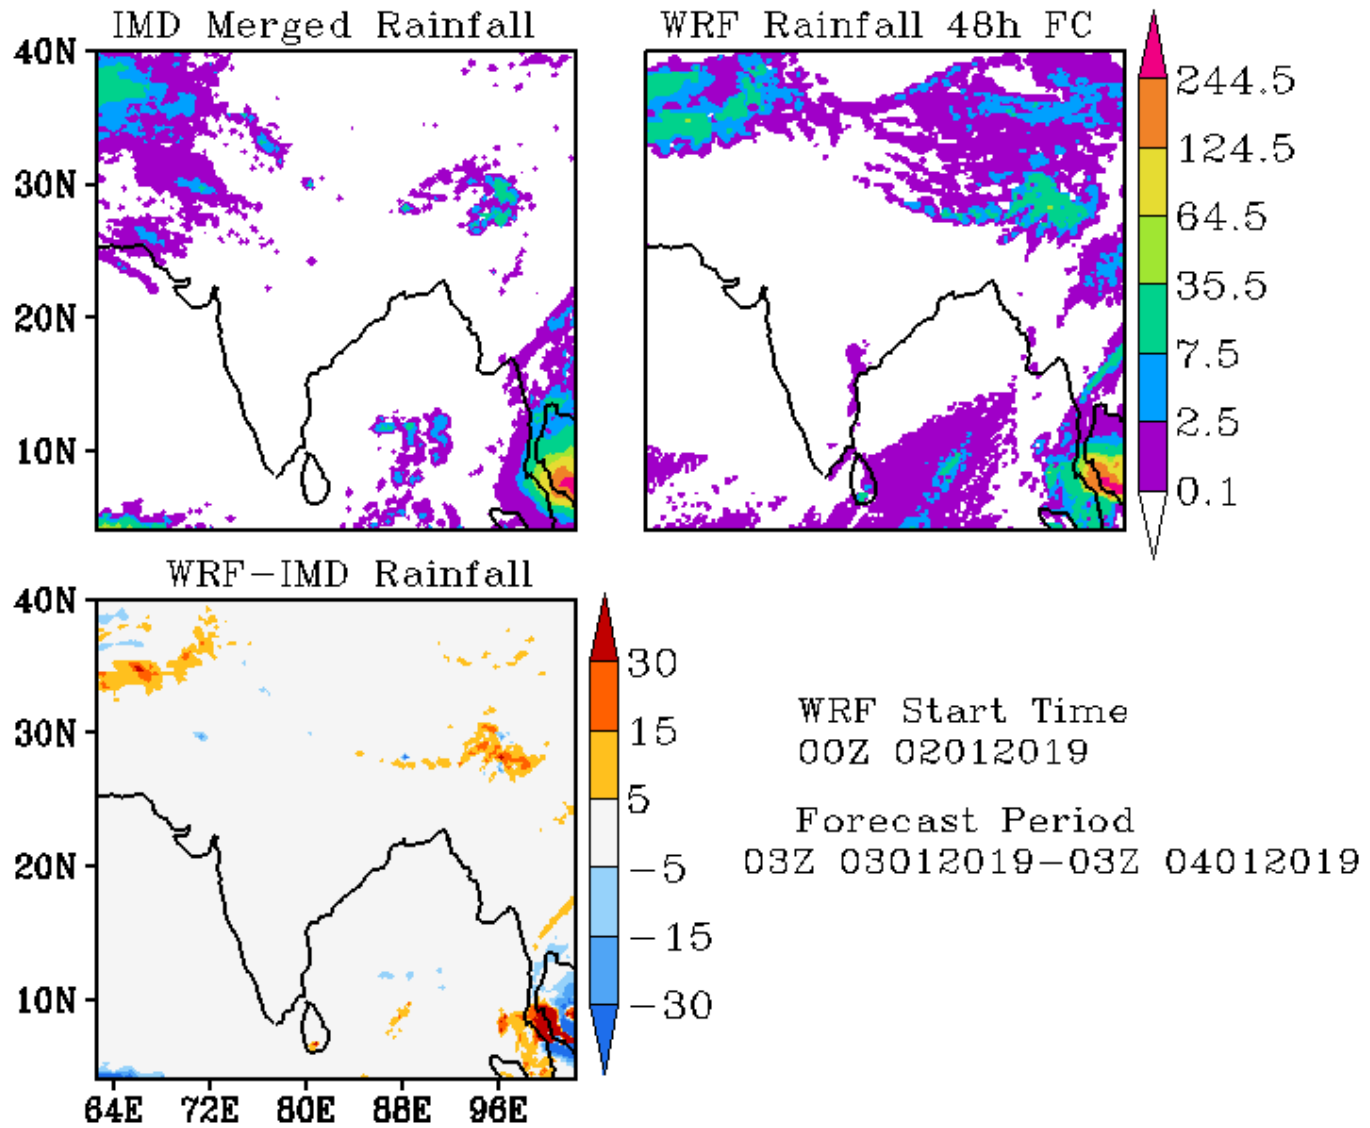 IMD Merged Rainfall
WRF Rainfall 48h FC
40N
30N
20N
10N
244.5
124.5
64.5
35.5
7.5
2.5
0.1
WRF-IMD Rainfall
40N
30N
20N
10N
64E 72E 80E 88E 96E
30
15
5
-5
-15
-30
WRF Start Time
00Z 02012019
Forecast Period
03Z 03012019-03Z 04012019